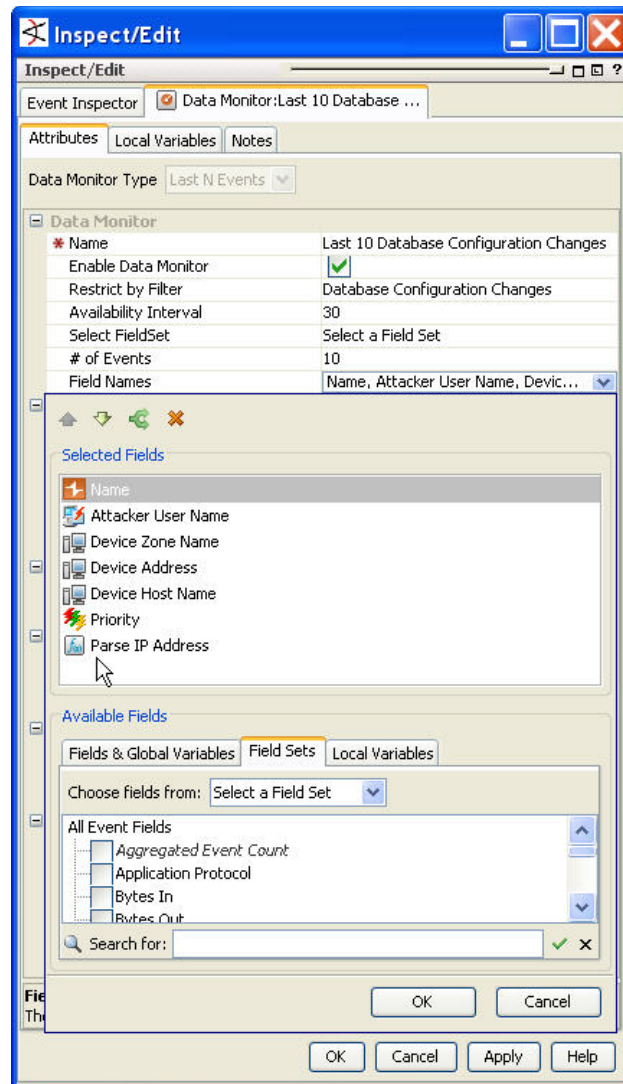 Inspect/Edit
Inspect/Edit ?
Event Inspector Data Monitor:Last 10 Database ...
Attributes Local Variables Notes
Data Monitor Type Last N Events
Data Monitor
* Name Last 10 Database Configuration Changes
Enable Data Monitor
Restrict by Filter Database Configuration Changes
Availability Interval 30
Select FieldSet Select a Field Set
# of Events 10
Field Names Name, Attacker User Name, Devic...
Selected Fields
Name
Attacker User Name
Device Zone Name
Device Address
Device Host Name
Priority
Parse IP Address
Available Fields
Fields & Global Variables Field Sets Local Variables
Choose fields from: Select a Field Set
All Event Fields
Aggregated Event Count
Application Protocol
Bytes In
Bytes Out
Search for:
OK Cancel
Fie
The
OK Cancel Apply Help